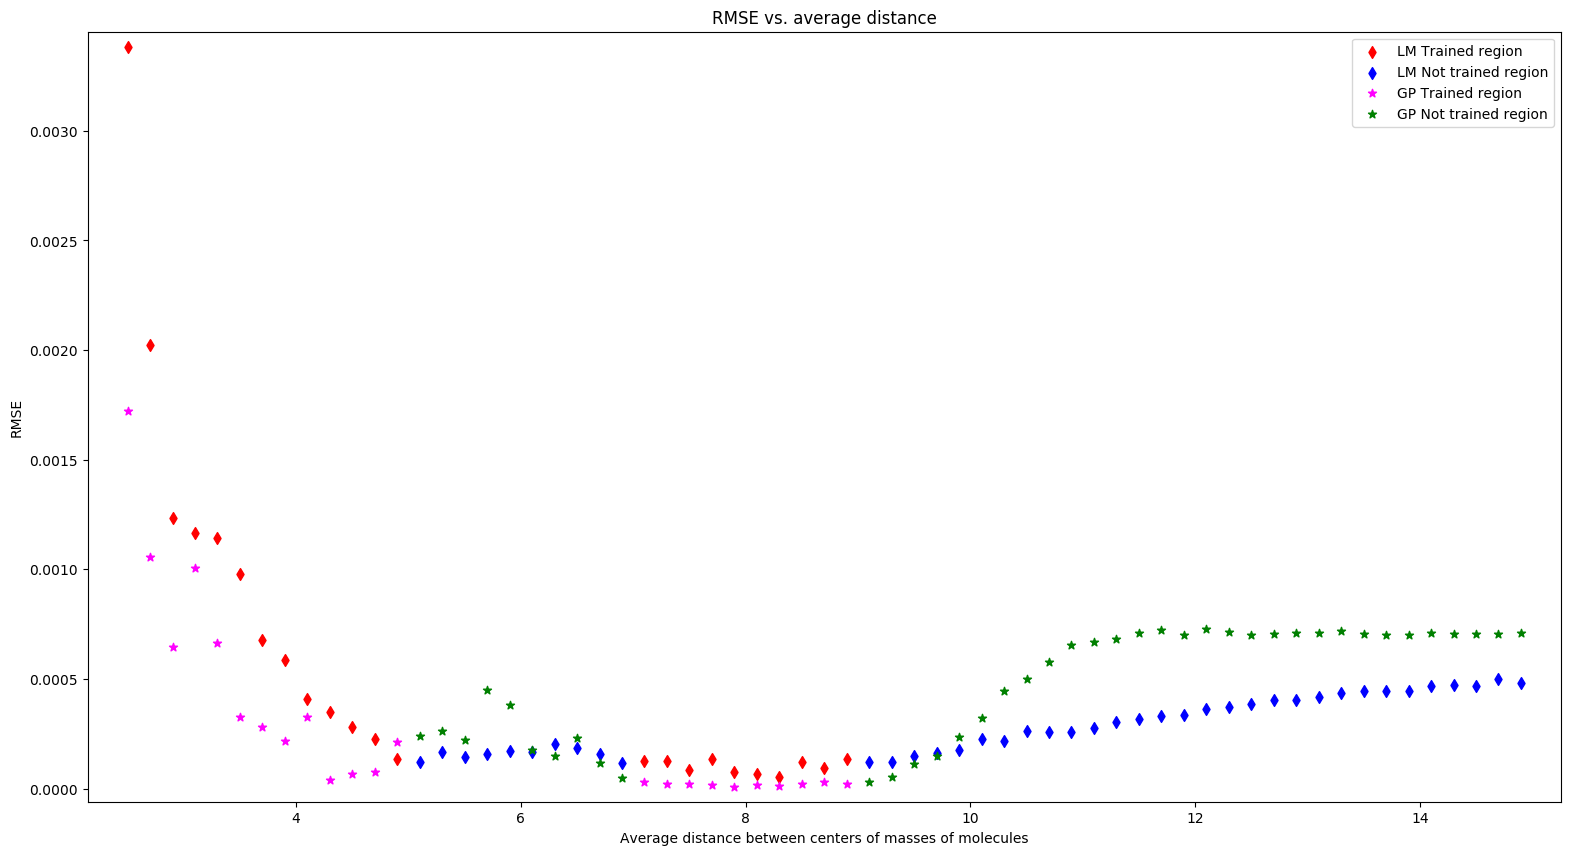 RMSE vs. average distance
LM Trained region
LM Not trained region
GP Trained region
GP Not trained region
0.0030
0.0025
0.0020
0.0015
0.0010
0.0005
0.0000
RMSE
4 6 8 10 12 14
Average distance between centers of masses of molecules